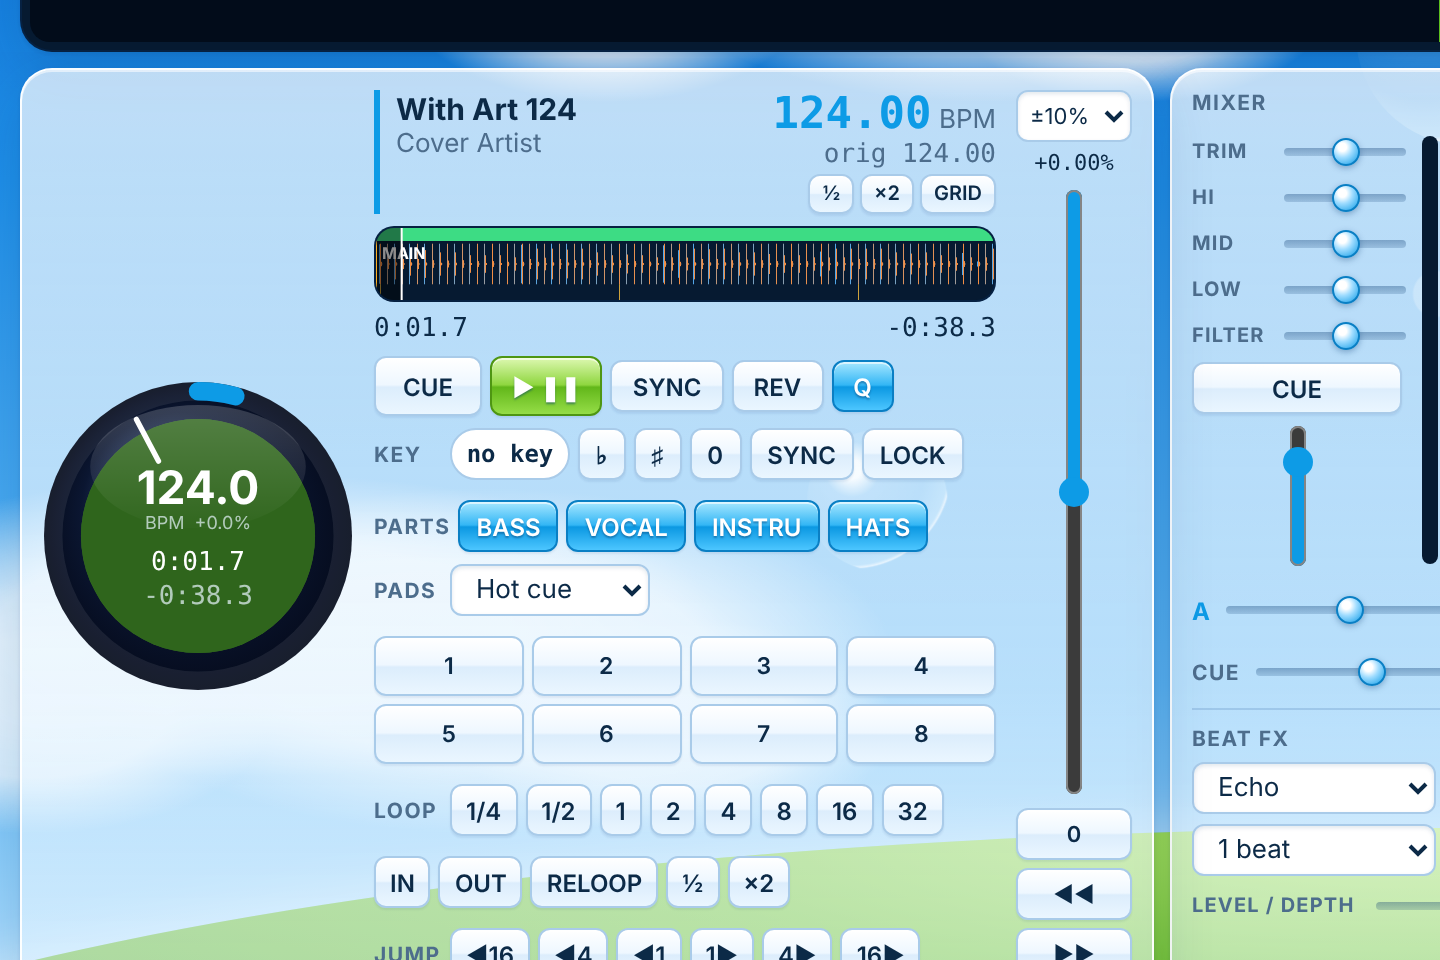 With Art 124
Cover Artist
124.00 BPM
orig 124.00
½ ×2 GRID
±10%
+0.00%
MAIN
0:01.7 -0:38.3
CUE ▶❚❚ SYNC REV Q
KEY no key ♭ ♯ 0 SYNC LOCK
PARTS BASS VOCAL INSTRU HATS
PADS Hot cue
1 2 3 4
5 6 7 8
LOOP 1/4 1/2 1 2 4 8 16 32
IN OUT RELOOP ½ ×2
JUMP ◀16 ◀4 ◀1 1▶ 4▶ 16▶
124.0
BPM +0.0%
0:01.7
-0:38.3
0
◀◀
▶▶
MIXER
TRIM
HI
MID
LOW
FILTER
CUE
A
CUE
BEAT FX
Echo
1 beat
LEVEL / DEPTH